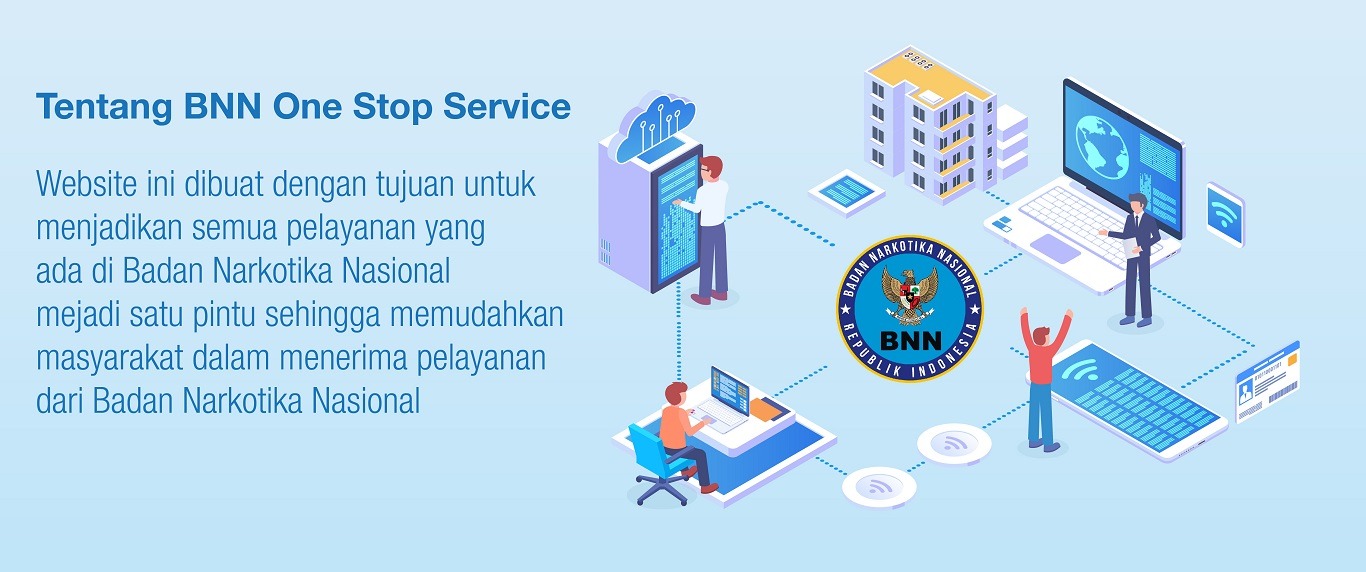 Tentang BNN One Stop Service
Website ini dibuat dengan tujuan untuk
menjadikan semua pelayanan yang
ada di Badan Narkotika Nasional
mejadi satu pintu sehingga memudahkan
masyarakat dalam menerima pelayanan
dari Badan Narkotika Nasional
BADAN NARKOTIKA NASIONAL
BNN
REPUBLIK INDONESIA